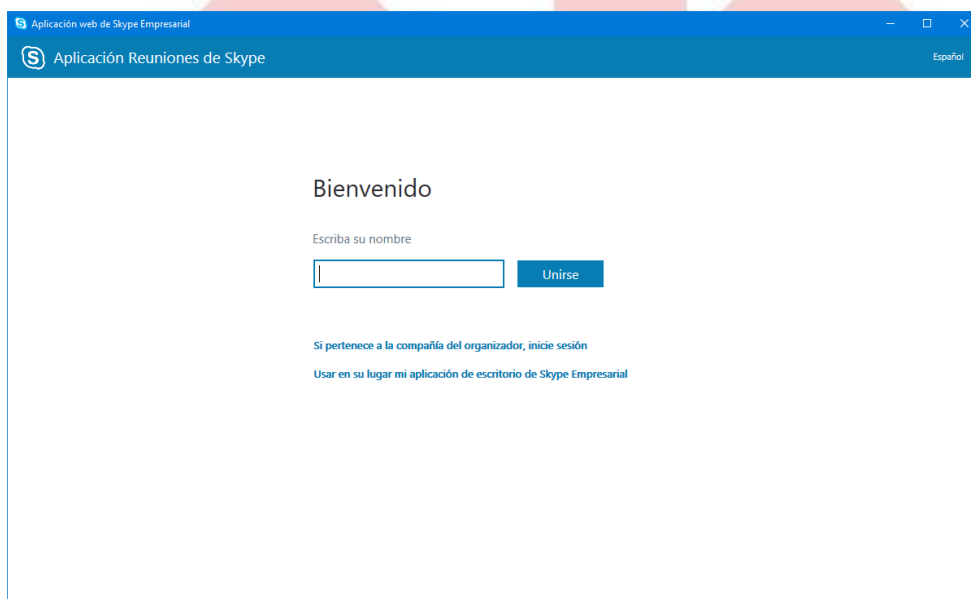 Aplicación web de Skype Empresarial
Aplicación Reuniones de Skype
Español
Bienvenido
Escriba su nombre
Unirse
Si pertenece a la compañía del organizador, inicie sesión
Usar en su lugar mi aplicación de escritorio de Skype Empresarial